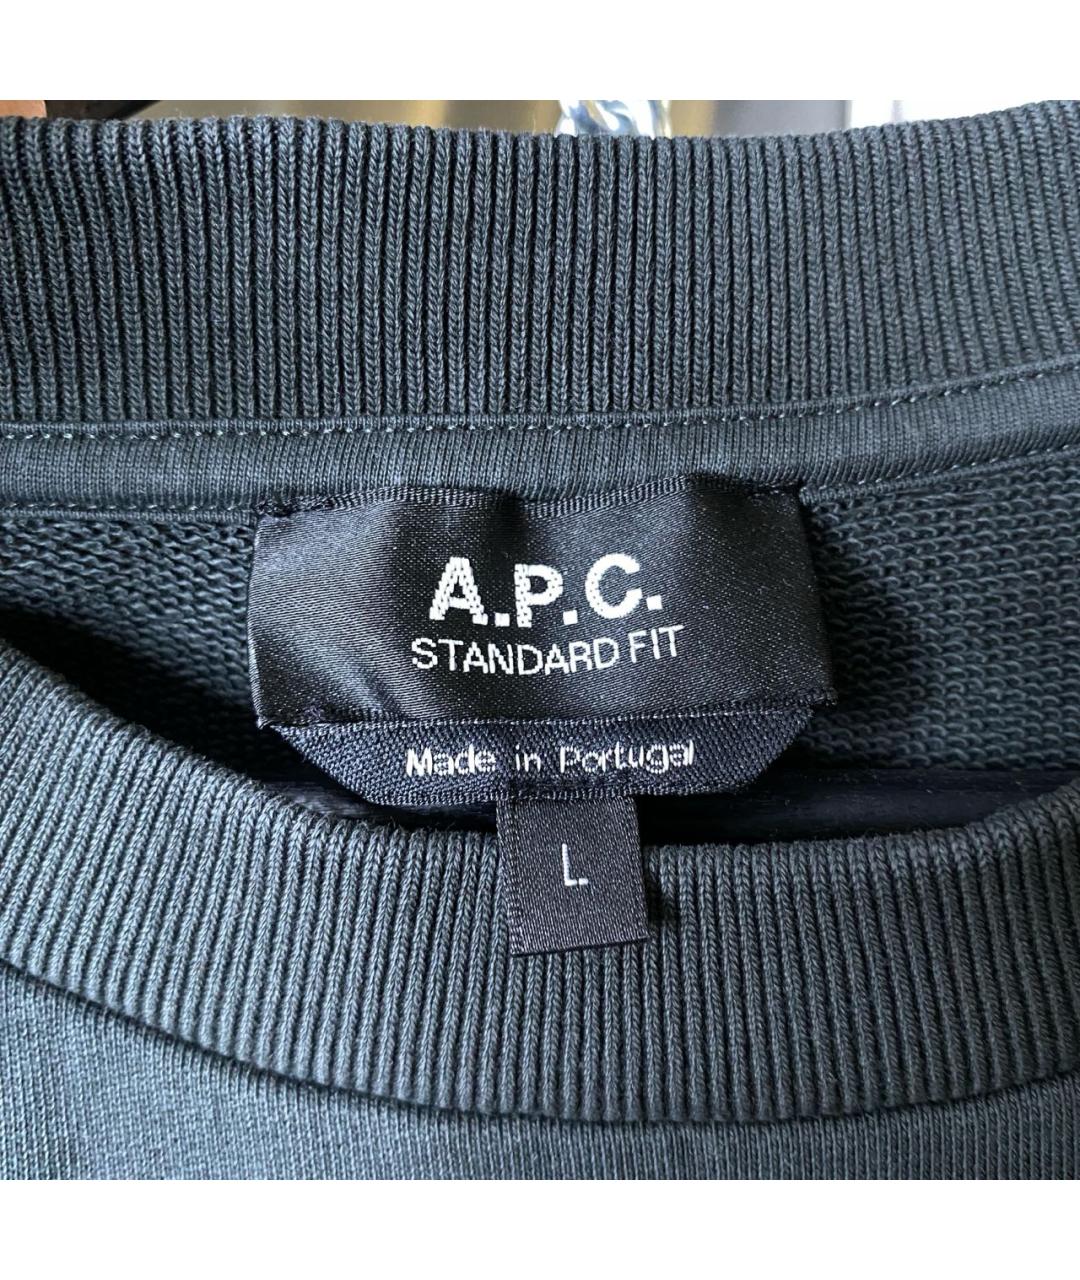 A.P.C.
STANDARD FIT
Made in Portugal
L